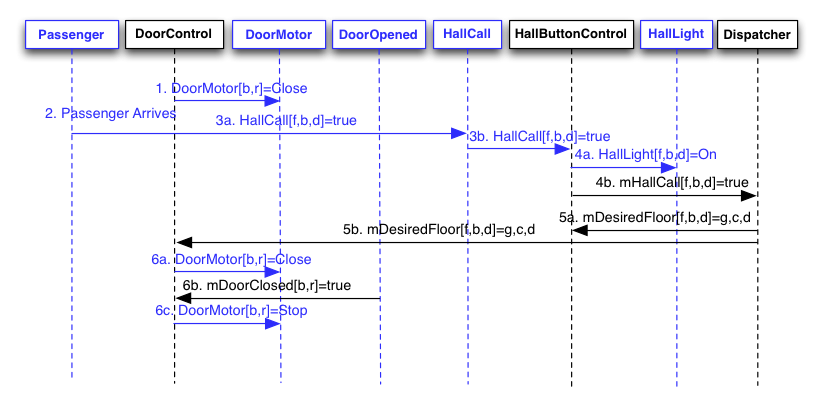 Passenger
DoorControl
DoorMotor
DoorOpened
HallCall
HallButtonControl
HallLight
Dispatcher
1. DoorMotor[b,r]=Close
2. Passenger Arrives
3a. HallCall[f,b,d]=true
3b. HallCall[f,b,d]=true
4a. HallLight[f,b,d]=On
4b. mHallCall[f,b,d]=true
5a. mDesiredFloor[f,b,d]=g,c,d
5b. mDesiredFloor[f,b,d]=g,c,d
6a. DoorMotor[b,r]=Close
6b. mDoorClosed[b,r]=true
6c. DoorMotor[b,r]=Stop